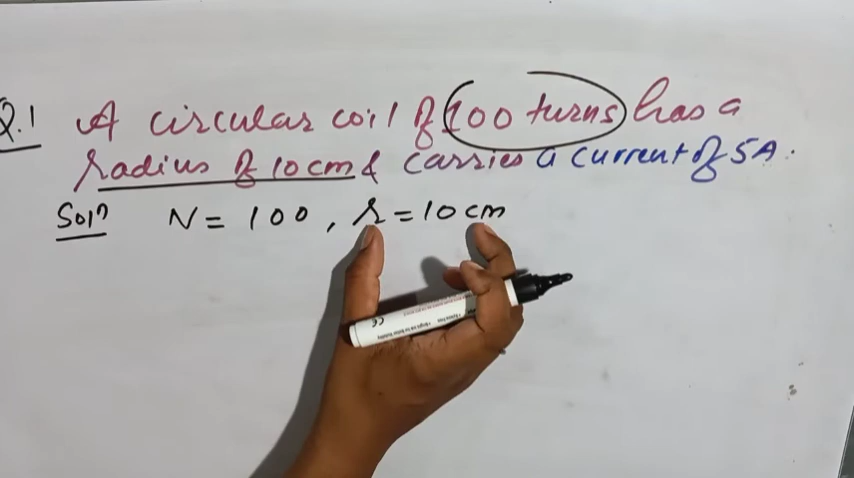 Q.1 A circular coil of 100 turns has a
radius of 10 cm & carries a current of 5A.
Soln N = 100, r = 10 cm
CE